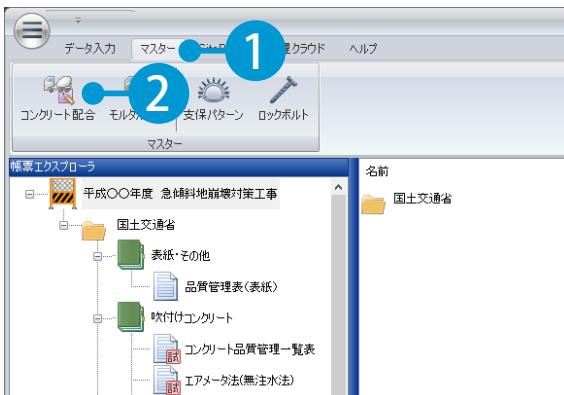 データ入力 マスター クラウド ヘルプ
1
2
コンクリート配合 支保パターン ロックボルト
マスター
帳票エクスプローラ
名前
平成〇〇年度 急傾斜地崩壊対策工事
国土交通省
国土交通省
表紙・その他
品質管理表(表紙)
吹付けコンクリート
試 コンクリート品質管理一覧表
試 エアメータ法(無注水法)